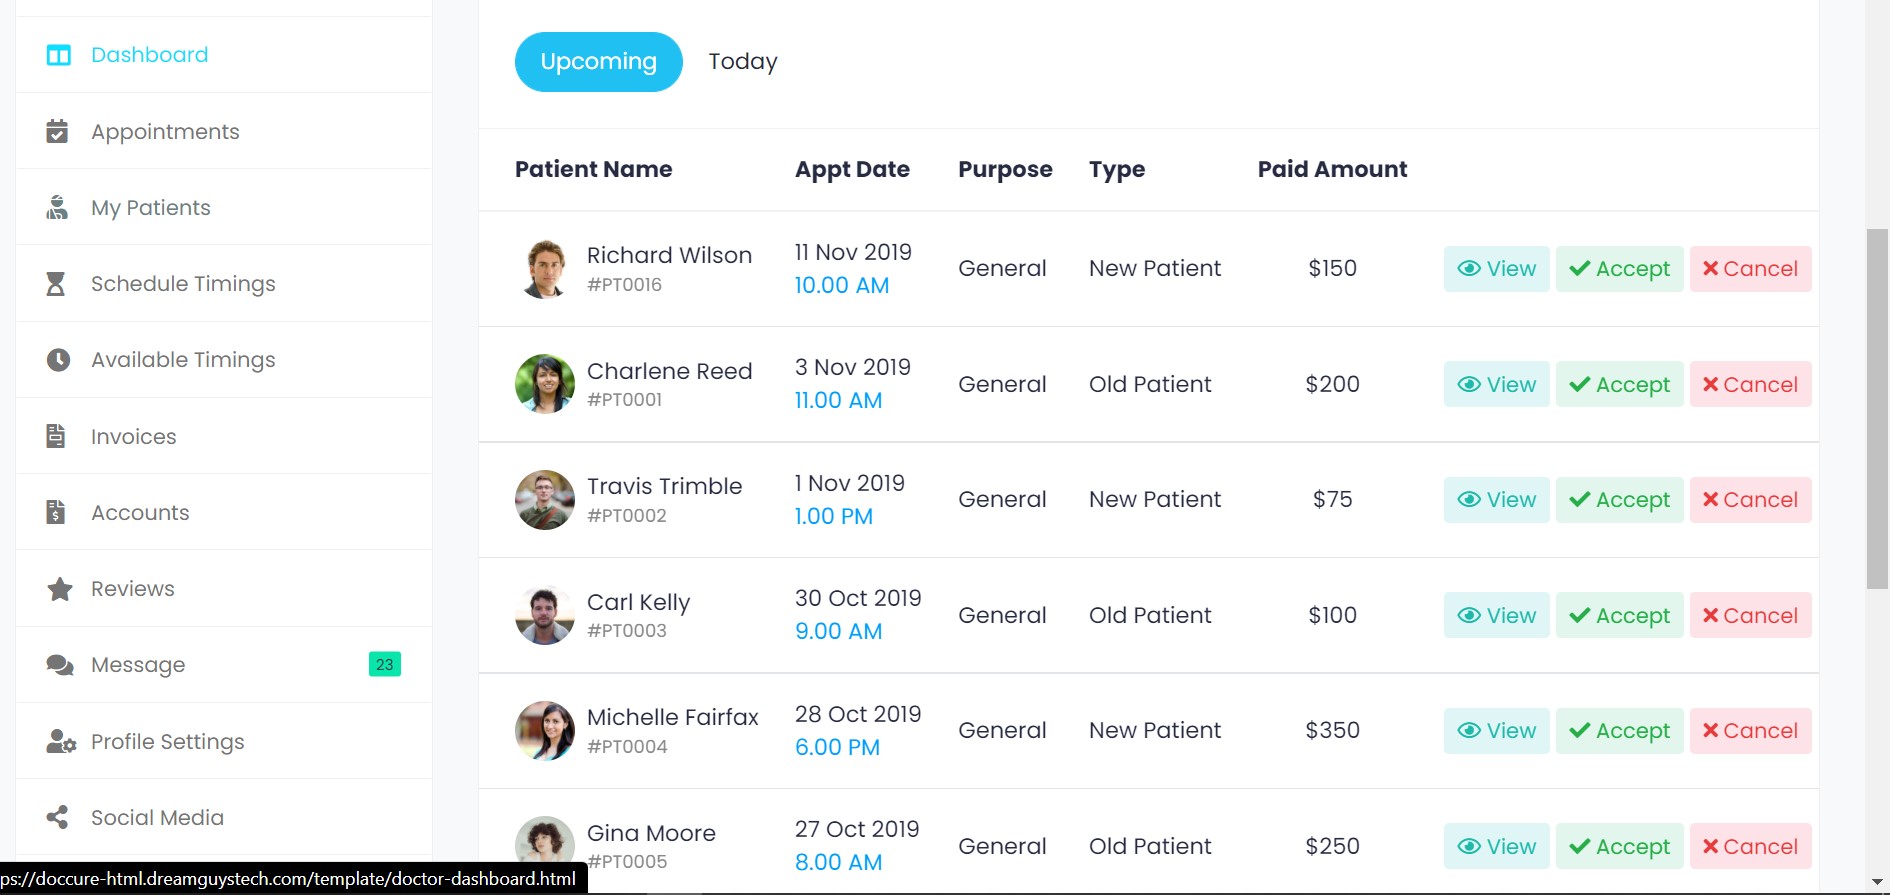 Dashboard
Appointments
My Patients
Schedule Timings
Available Timings
Invoices
Accounts
Reviews
Message 23
Profile Settings
Social Media
Upcoming Today
Patient Name Appt Date Purpose Type Paid Amount
Richard Wilson
#PT0016
11 Nov 2019
10.00 AM
General New Patient $150 View Accept Cancel
Charlene Reed
#PT0001
3 Nov 2019
11.00 AM
General Old Patient $200 View Accept Cancel
Travis Trimble
#PT0002
1 Nov 2019
1.00 PM
General New Patient $75 View Accept Cancel
Carl Kelly
#PT0003
30 Oct 2019
9.00 AM
General Old Patient $100 View Accept Cancel
Michelle Fairfax
#PT0004
28 Oct 2019
6.00 PM
General New Patient $350 View Accept Cancel
Gina Moore
#PT0005
27 Oct 2019
8.00 AM
General Old Patient $250 View Accept Cancel
ps://doccure-html.dreamguystech.com/template/doctor-dashboard.html